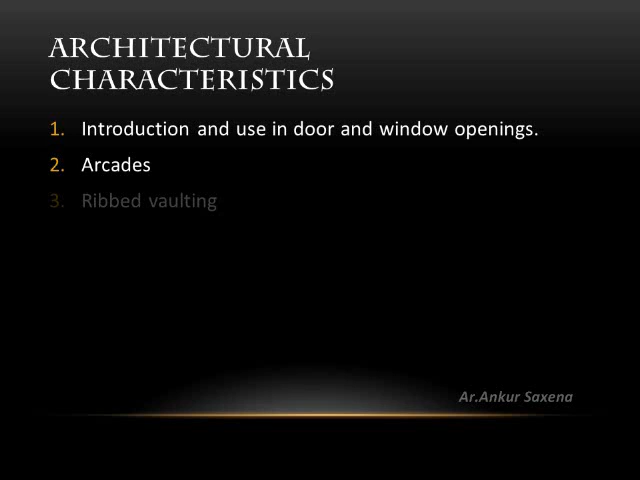 ARCHITECTURAL
CHARACTERISTICS
1. Introduction and use in door and window openings.
2. Arcades
3. Ribbed vaulting
Ar.Ankur Saxena